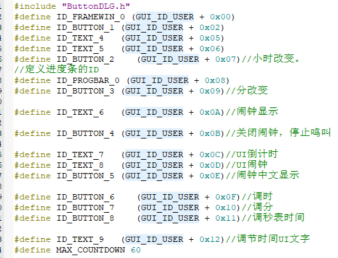 #include "ButtonDLG.h"
#define ID_FRAMEWIN_0 (GUI_ID_USER + 0x00)
#define ID_BUTTON_1 (GUI_ID_USER + 0x02)
#define ID_TEXT_4 (GUI_ID_USER + 0x05)
#define ID_TEXT_5 (GUI_ID_USER + 0x06)
#define ID_BUTTON_2 (GUI_ID_USER + 0x07)//小时改变。
//定义进度条的ID
#define ID_PROGBAR_0 (GUI_ID_USER + 0x08)
#define ID_BUTTON_3 (GUI_ID_USER + 0x09)//分改变
#define ID_TEXT_6 (GUI_ID_USER + 0x0A)//闹钟显示
#define ID_BUTTON_4 (GUI_ID_USER + 0x0B)//关闭闹钟，停止鸣叫
#define ID_TEXT_7 (GUI_ID_USER + 0x0C)//UI倒计时
#define ID_TEXT_8 (GUI_ID_USER + 0x0D)//UI闹钟
#define ID_BUTTON_5 (GUI_ID_USER + 0x0E)//闹钟中文显示
#define ID_BUTTON_6 (GUI_ID_USER + 0x0F)//调时
#define ID_BUTTON_7 (GUI_ID_USER + 0x10)//调分
#define ID_BUTTON_8 (GUI_ID_USER + 0x11)//调秒表时间
#define ID_TEXT_9 (GUI_ID_USER + 0x12)//调节时间UI文字
#define MAX_COUNTDOWN 60